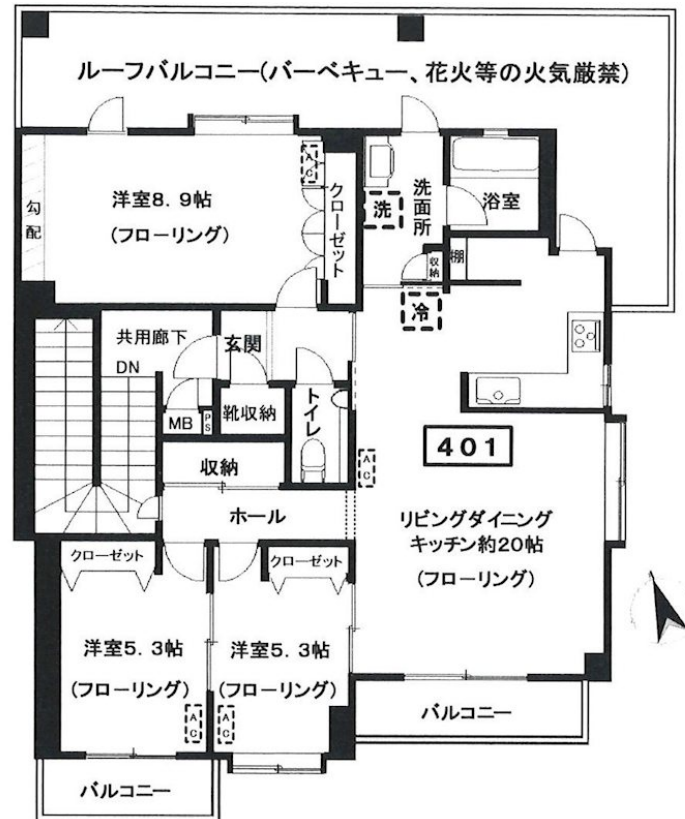 ルーフバルコニー(バーベキュー、花火等の火気厳禁)
洋室8.9帖
(フローリング)
勾配
AC
クローゼット
洗
洗面所
浴室
収納
棚
冷
共用廊下
DN
玄関
MB
PS
靴収納
トイレ
収納
ホール
401
AC
リビングダイニング
キッチン約20帖
(フローリング)
クローゼット
クローゼット
洋室5.3帖
(フローリング)
AC
洋室5.3帖
(フローリング)
AC
バルコニー
バルコニー